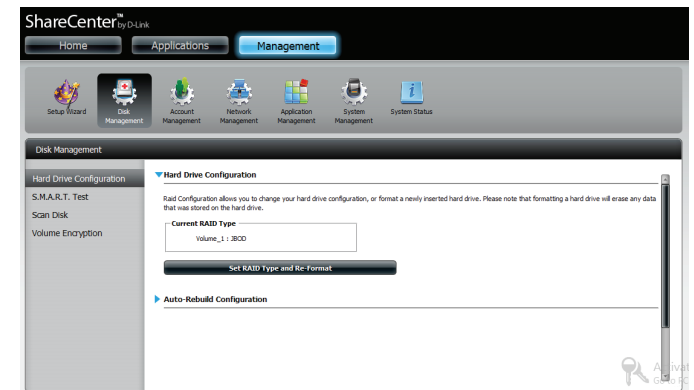 ShareCenter™ by D-Link
Home Applications Management
Setup Wizard Disk Management Account Management Network Management Application Management System Management System Status
Disk Management
Hard Drive Configuration
S.M.A.R.T. Test
Scan Disk
Volume Encryption
Hard Drive Configuration
Raid Configuration allows you to change your hard drive configuration, or format a newly inserted hard drive. Please note that formatting a hard drive will erase any data
that was stored on the hard drive.
Current RAID Type
Volume_1 : JBOD
Set RAID Type and Re-Format
Auto-Rebuild Configuration